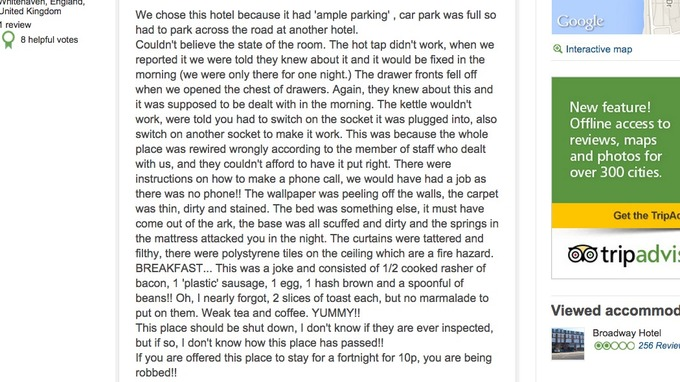 Whitehaven, England,
United Kingdom
1 review
8 helpful votes
We chose this hotel because it had 'ample parking' , car park was full so
had to park across the road at another hotel.
Couldn't believe the state of the room. The hot tap didn't work, when we
reported it we were told they knew about it and it would be fixed in the
morning (we were only there for one night.) The drawer fronts fell off
when we opened the chest of drawers. Again, they knew about this and
it was supposed to be dealt with in the morning. The kettle wouldn't
work, were told you had to switch on the socket it was plugged into, also
switch on another socket to make it work. This was because the whole
place was rewired wrongly according to the member of staff who dealt
with us, and they couldn't afford to have it put right. There were
instructions on how to make a phone call, we would have had a job as
there was no phone!! The wallpaper was peeling off the walls, the carpet
was thin, dirty and stained. The bed was something else, it must have
come out of the ark, the base was all scuffed and dirty and the springs in
the mattress attacked you in the night. The curtains were tattered and
filthy, there were polystyrene tiles on the ceiling which are a fire hazard.
BREAKFAST... This was a joke and consisted of 1/2 cooked rasher of
bacon, 1 'plastic' sausage, 1 egg, 1 hash brown and a spoonful of
beans!! Oh, I nearly forgot, 2 slices of toast each, but no marmalade to
put on them. Weak tea and coffee. YUMMY!!
This place should be shut down, I don't know if they are ever inspected,
but if so, I don't know how this place has passed!!
If you are offered this place to stay for a fortnight for 10p, you are being
robbed!!
Google
Interactive map
New feature!
Offline access to
reviews, maps
and photos for
over 300 cities.
Get the TripAd
tripadvis
Viewed accommod
Broadway Hotel
256 Review